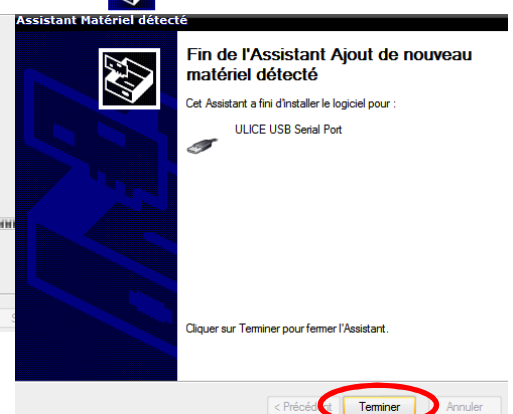 Assistant Matériel détecté
Fin de l'Assistant Ajout de nouveau
matériel détecté
Cet Assistant a fini d'installer le logiciel pour :
ULICE USB Serial Port
Cliquer sur Terminer pour fermer l'Assistant.
< Précédent Terminer Annuler